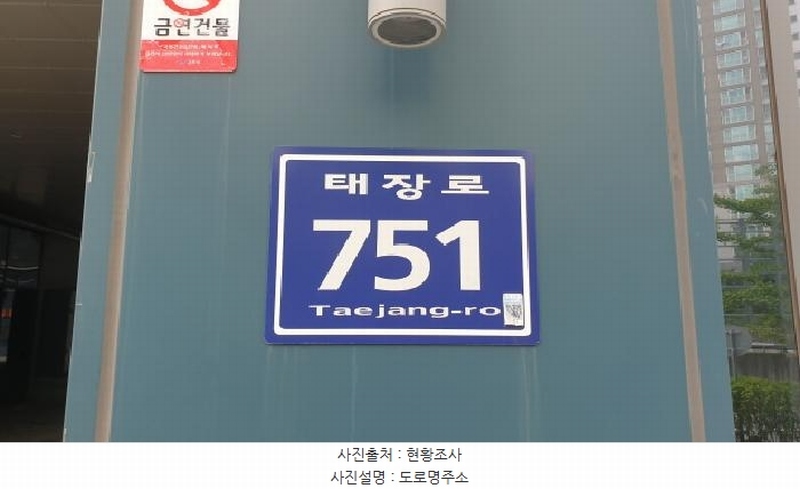 금연건물
태장로
751
Taejang-ro
사진출처 : 현황조사
사진설명 : 도로명주소